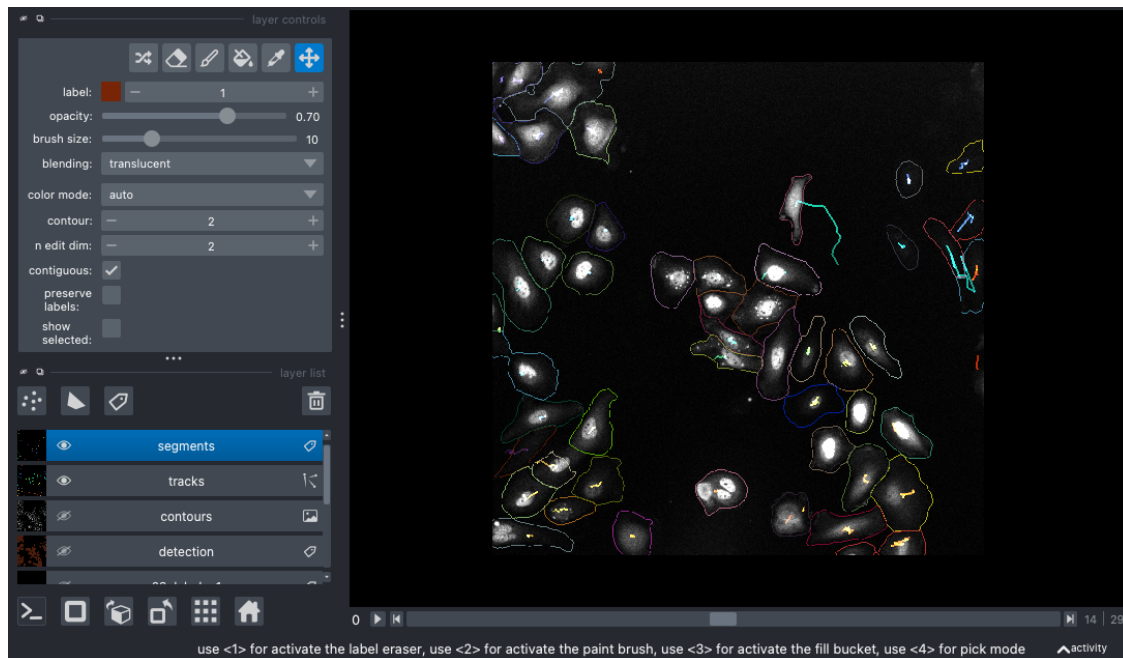 layer controls
label: 1
opacity: 0.70
brush size: 10
blending: translucent
color mode: auto
contour: 2
n edit dim: 2
contiguous:
preserve
labels:
show
selected:
layer list
segments
tracks
contours
detection
0 14 29
use <1> for activate the label eraser, use <2> for activate the paint brush, use <3> for activate the fill bucket, use <4> for pick mode activity